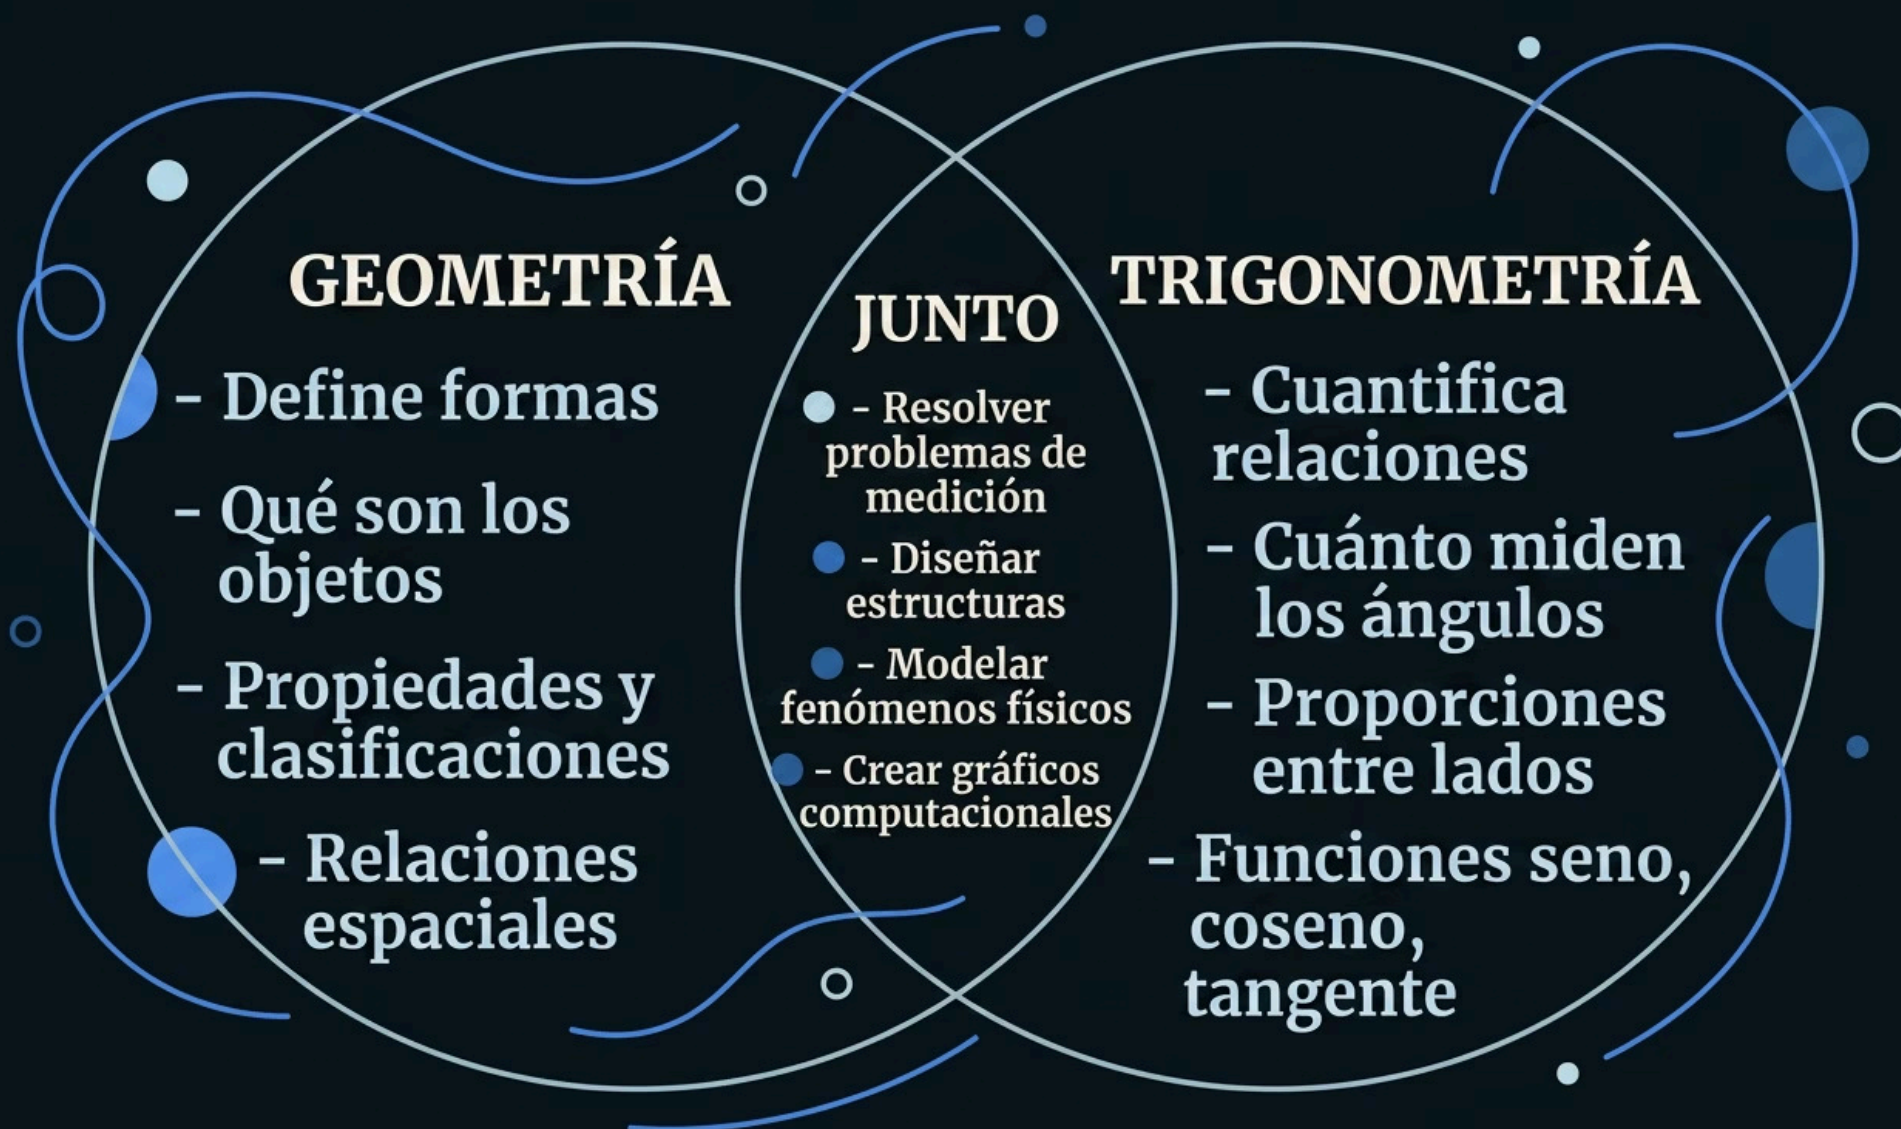 GEOMETRÍA
- Define formas
- Qué son los
objetos
- Propiedades y
clasificaciones
- Relaciones
espaciales
JUNTO
- Resolver
problemas de
medición
- Diseñar
estructuras
- Modelar
fenómenos físicos
- Crear gráficos
computacionales
TRIGONOMETRÍA
- Cuantifica
relaciones
- Cuánto miden
los ángulos
- Proporciones
entre lados
- Funciones seno,
coseno,
tangente